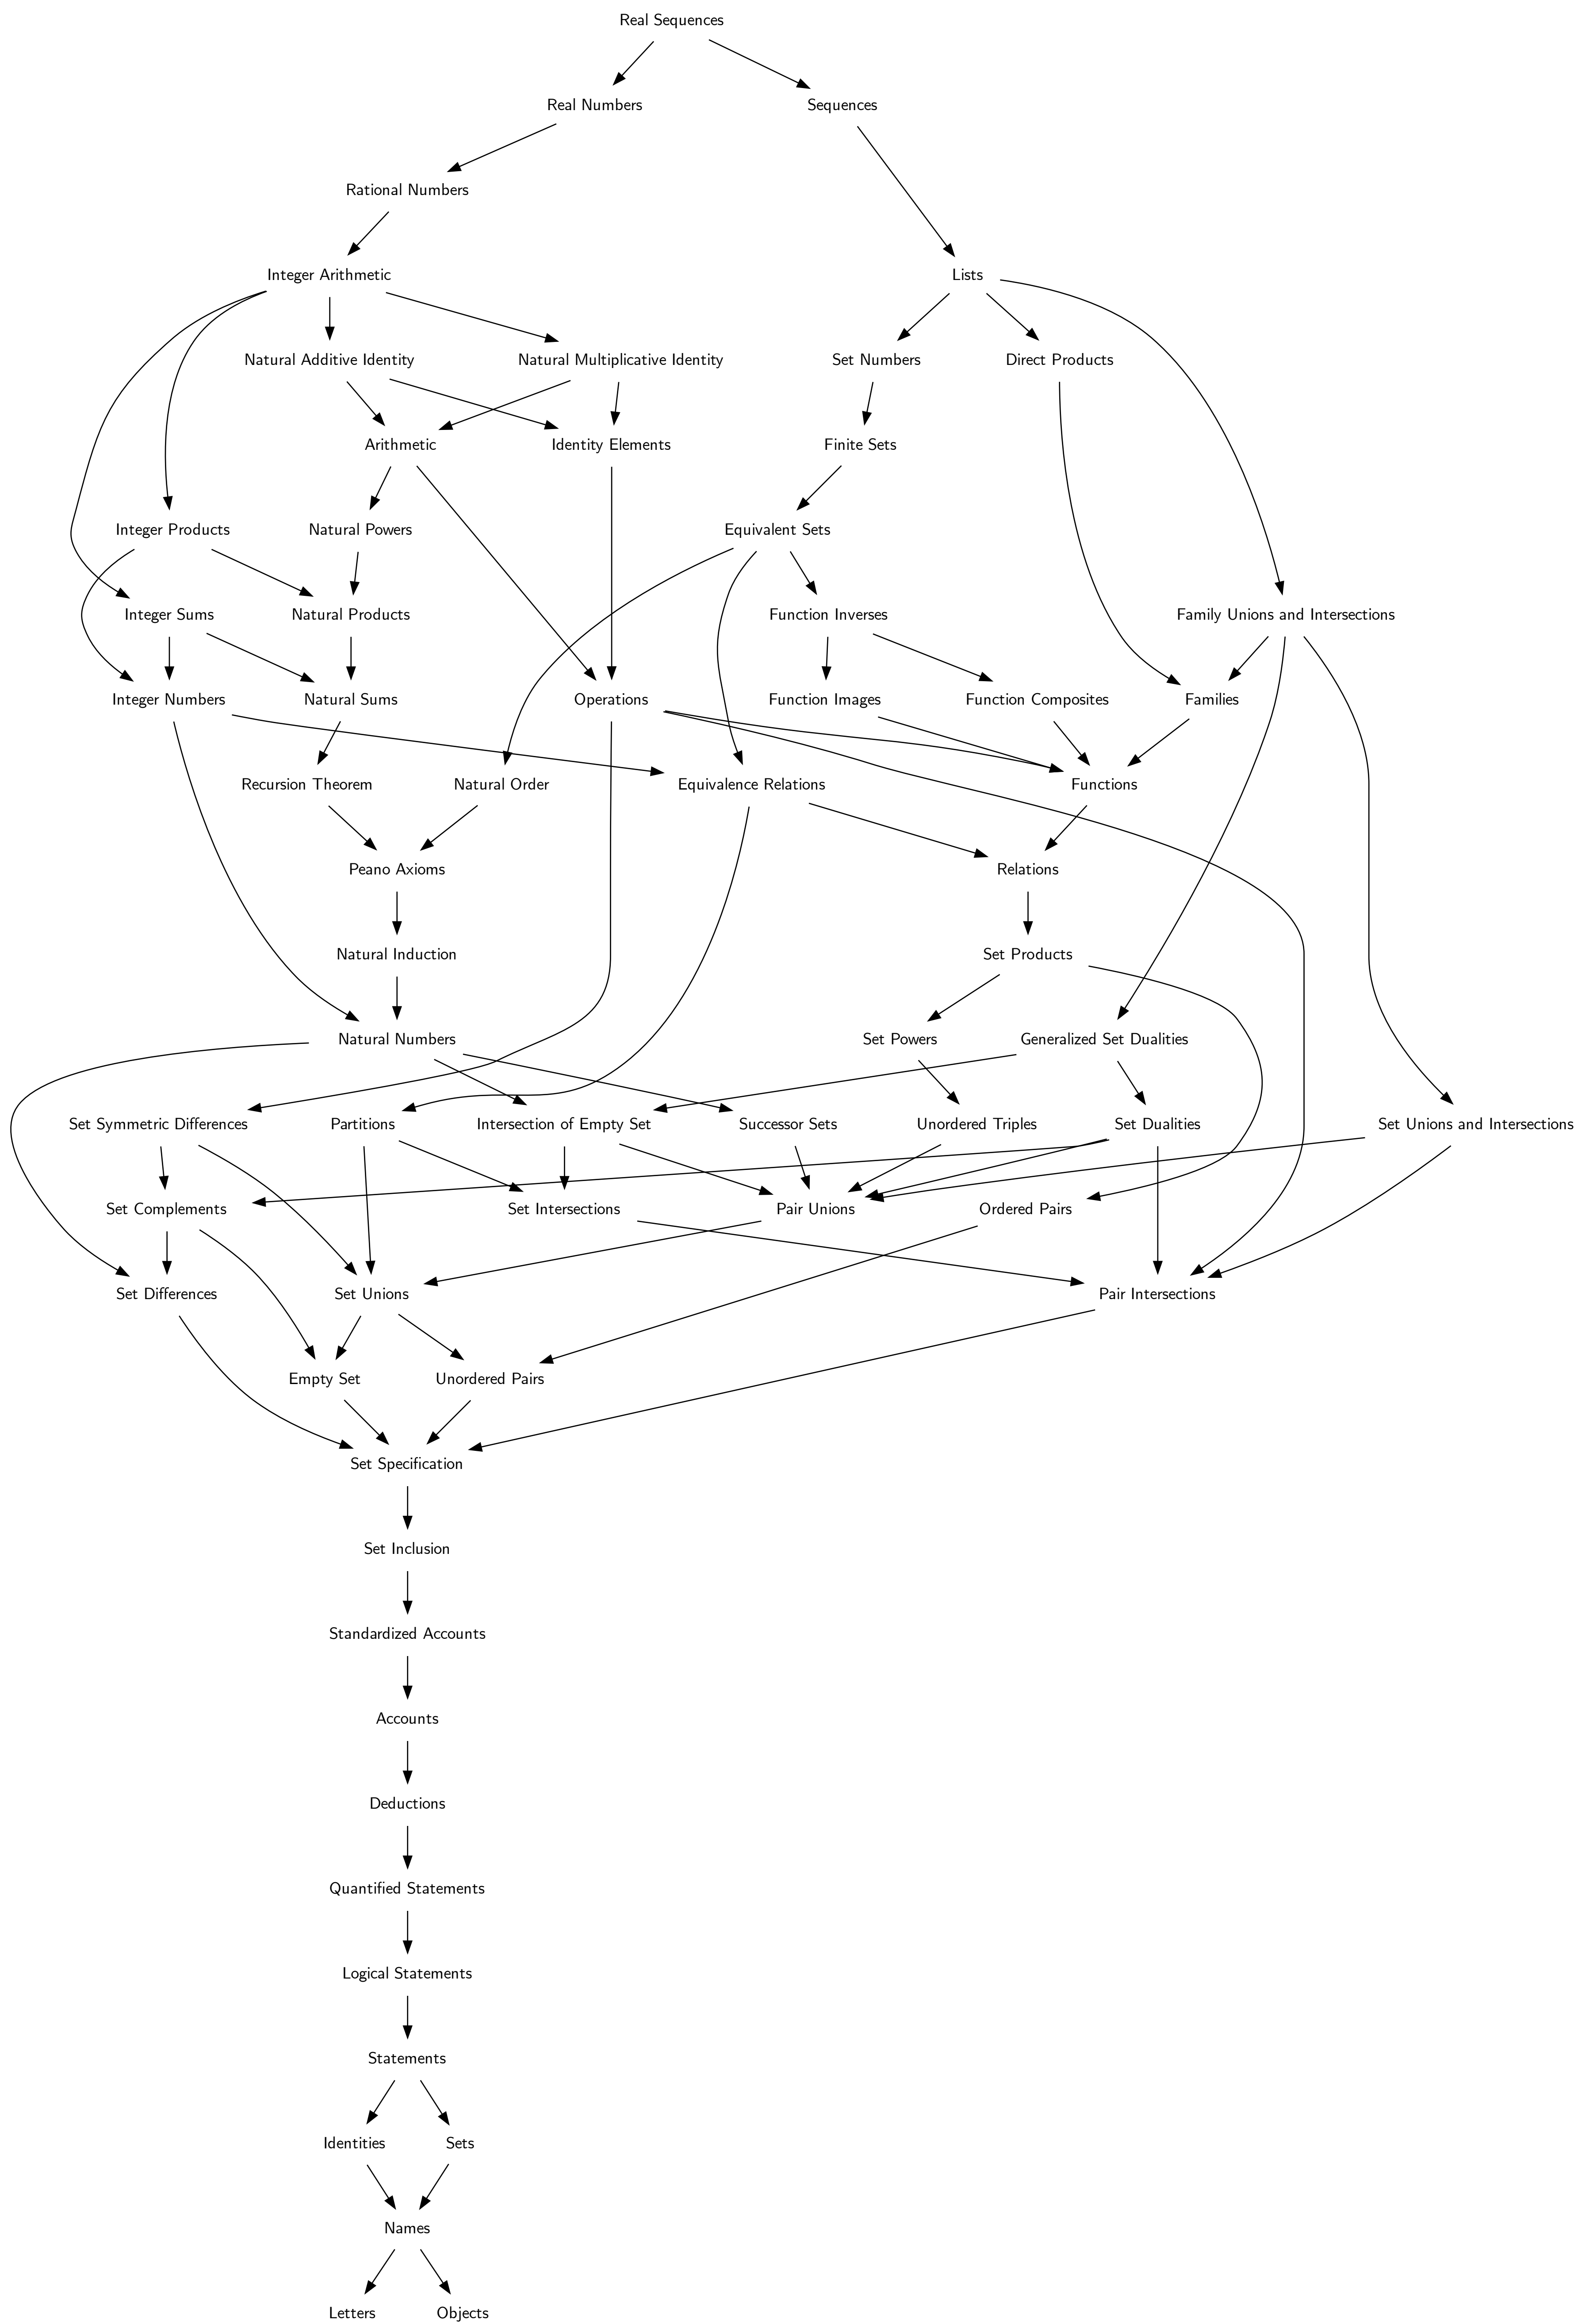 Real Sequences
Real Numbers
Sequences
Rational Numbers
Integer Arithmetic
Lists
Natural Additive Identity
Natural Multiplicative Identity
Set Numbers
Direct Products
Arithmetic
Identity Elements
Finite Sets
Integer Products
Natural Powers
Equivalent Sets
Integer Sums
Natural Products
Function Inverses
Family Unions and Intersections
Integer Numbers
Natural Sums
Operations
Function Images
Function Composites
Families
Recursion Theorem
Natural Order
Equivalence Relations
Functions
Peano Axioms
Relations
Natural Induction
Set Products
Natural Numbers
Set Powers
Generalized Set Dualities
Set Symmetric Differences
Partitions
Intersection of Empty Set
Successor Sets
Unordered Triples
Set Dualities
Set Unions and Intersections
Set Complements
Set Intersections
Pair Unions
Ordered Pairs
Set Differences
Set Unions
Pair Intersections
Empty Set
Unordered Pairs
Set Specification
Set Inclusion
Standardized Accounts
Accounts
Deductions
Quantified Statements
Logical Statements
Statements
Identities
Sets
Names
Letters
Objects